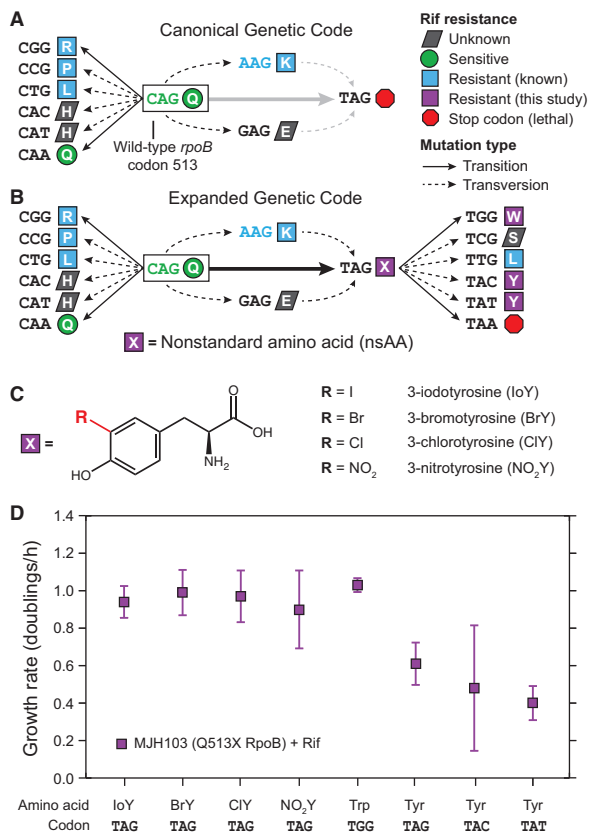 A
Canonical Genetic Code
CGG R
CCG P
CTG L
CAC H
CAT H
CAA Q
CAG Q
AAG K
GAG E
TAG
Wild-type rpoB
codon 513
Rif resistance
Unknown
Sensitive
Resistant (known)
Resistant (this study)
Stop codon (lethal)
Mutation type
Transition
Transversion
B
Expanded Genetic Code
CGG R
CCG P
CTG L
CAC H
CAT H
CAA Q
CAG Q
AAG K
GAG E
TAG X
TGG W
TCG S
TTG L
TAC Y
TAT Y
TAA
X = Nonstandard amino acid (nsAA)
C
X =
R
O
OH
NH2
HO
R = I 3-iodotyrosine (IoY)
R = Br 3-bromotyrosine (BrY)
R = Cl 3-chlorotyrosine (ClY)
R = NO2 3-nitrotyrosine (NO2Y)
D
Growth rate (doublings/h)
1.4
1.2
1.0
0.8
0.6
0.4
0.2
0.0
MJH103 (Q513X RpoB) + Rif
Amino acid IoY BrY ClY NO2Y Trp Tyr Tyr Tyr
Codon TAG TAG TAG TAG TGG TAG TAC TAT